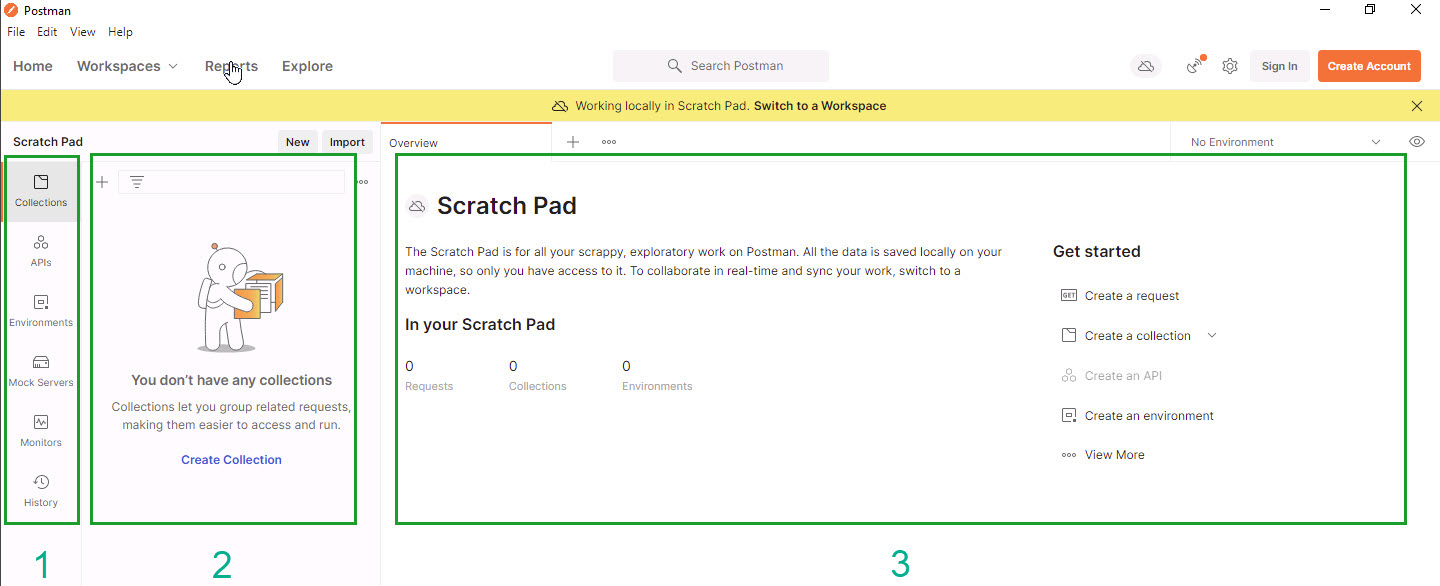 Postman
File Edit View Help
Home Workspaces Reports Explore
Search Postman
Sign In
Create Account
Working locally in Scratch Pad. Switch to a Workspace
Scratch Pad
New
Import
Overview
No Environment
Collections
APIs
Environments
Mock Servers
Monitors
History
You don’t have any collections
Collections let you group related requests,
making them easier to access and run.
Create Collection
Scratch Pad
The Scratch Pad is for all your scrappy, exploratory work on Postman. All the data is saved locally on your
machine, so only you have access to it. To collaborate in real-time and sync your work, switch to a
workspace.
In your Scratch Pad
0 0 0
Requests Collections Environments
Get started
GET Create a request
Create a collection
Create an API
Create an environment
View More
1 2 3